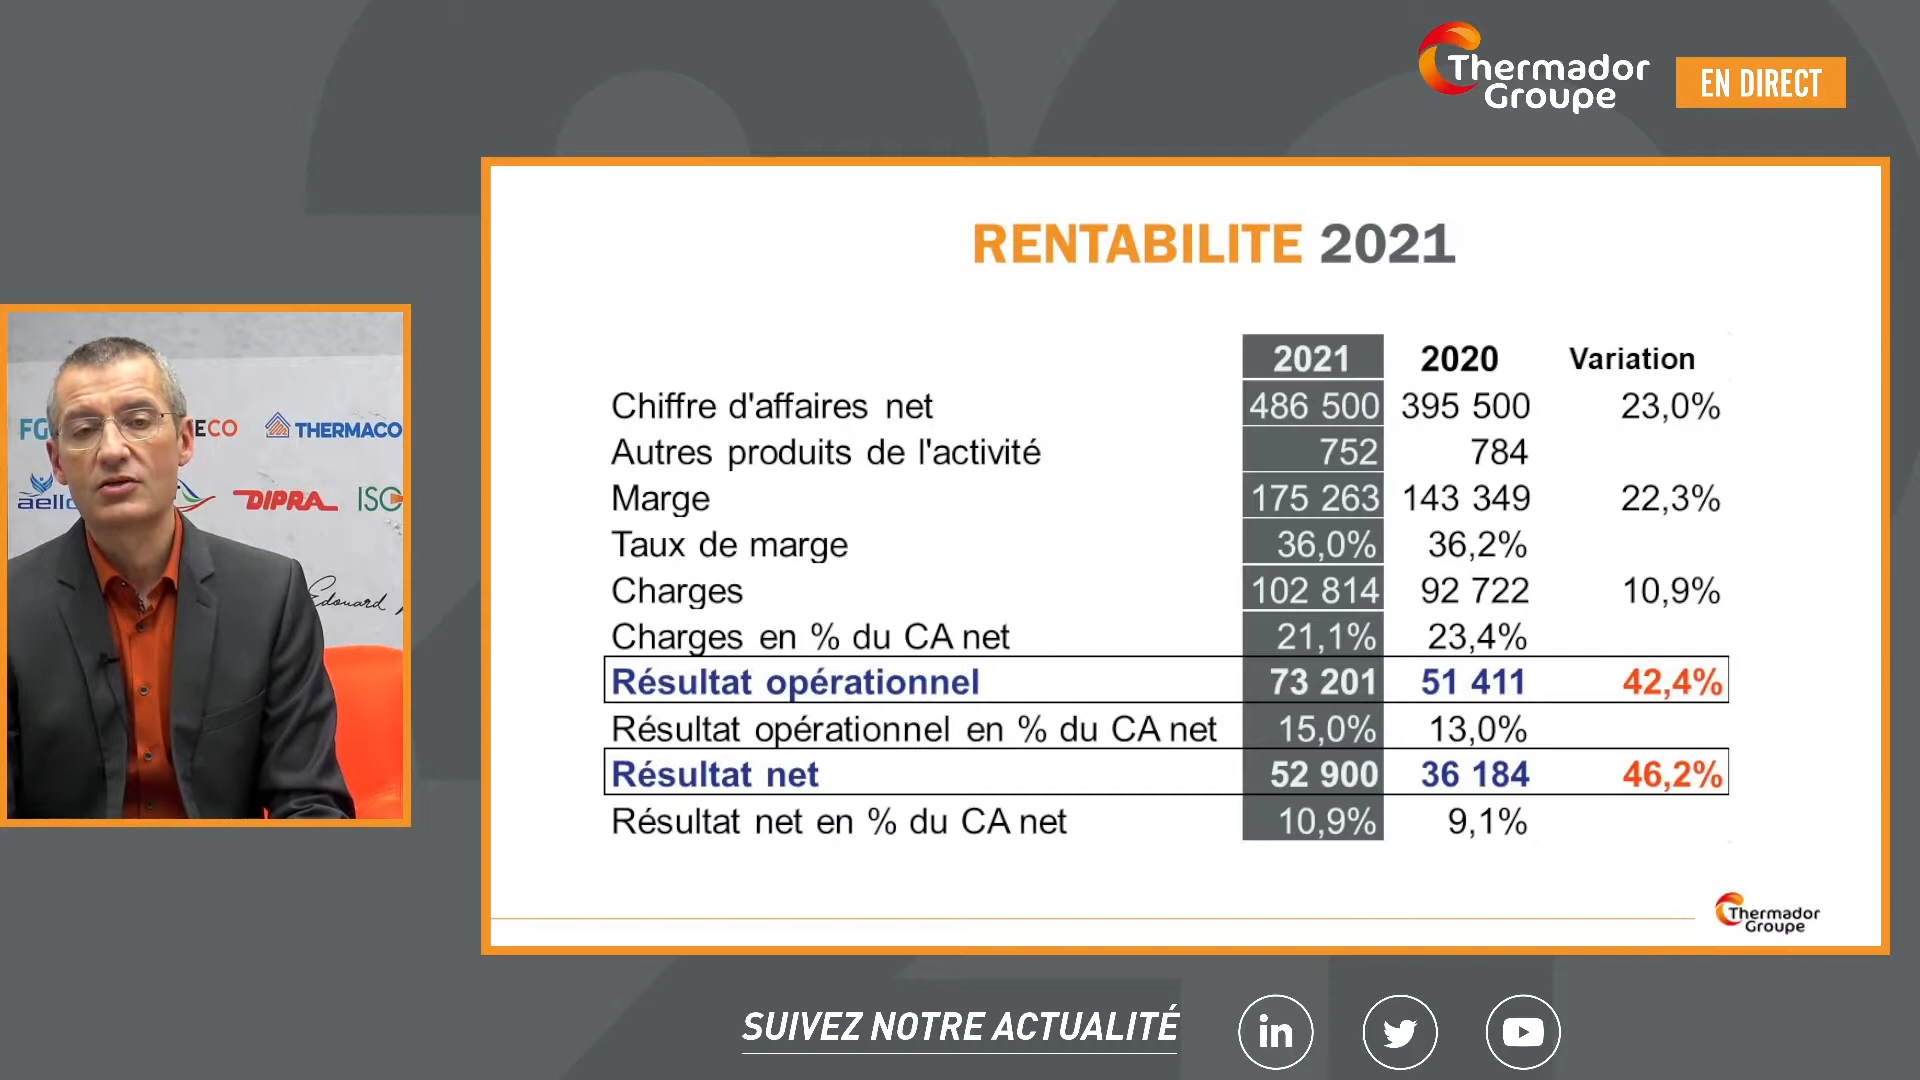 Thermador
Groupe
EN DIRECT
RENTABILITE 2021
2021 2020 Variation
Chiffre d'affaires net 486 500 395 500 23,0%
Autres produits de l'activité 752 784
Marge 175 263 143 349 22,3%
Taux de marge 36,0% 36,2%
Charges 102 814 92 722 10,9%
Charges en % du CA net 21,1% 23,4%
Résultat opérationnel 73 201 51 411 42,4%
Résultat opérationnel en % du CA net 15,0% 13,0%
Résultat net 52 900 36 184 46,2%
Résultat net en % du CA net 10,9% 9,1%
Thermador
Groupe
FG ECO THERMACO
aello DIPRA ISO
Edouard
SUIVEZ NOTRE ACTUALITÉ
in